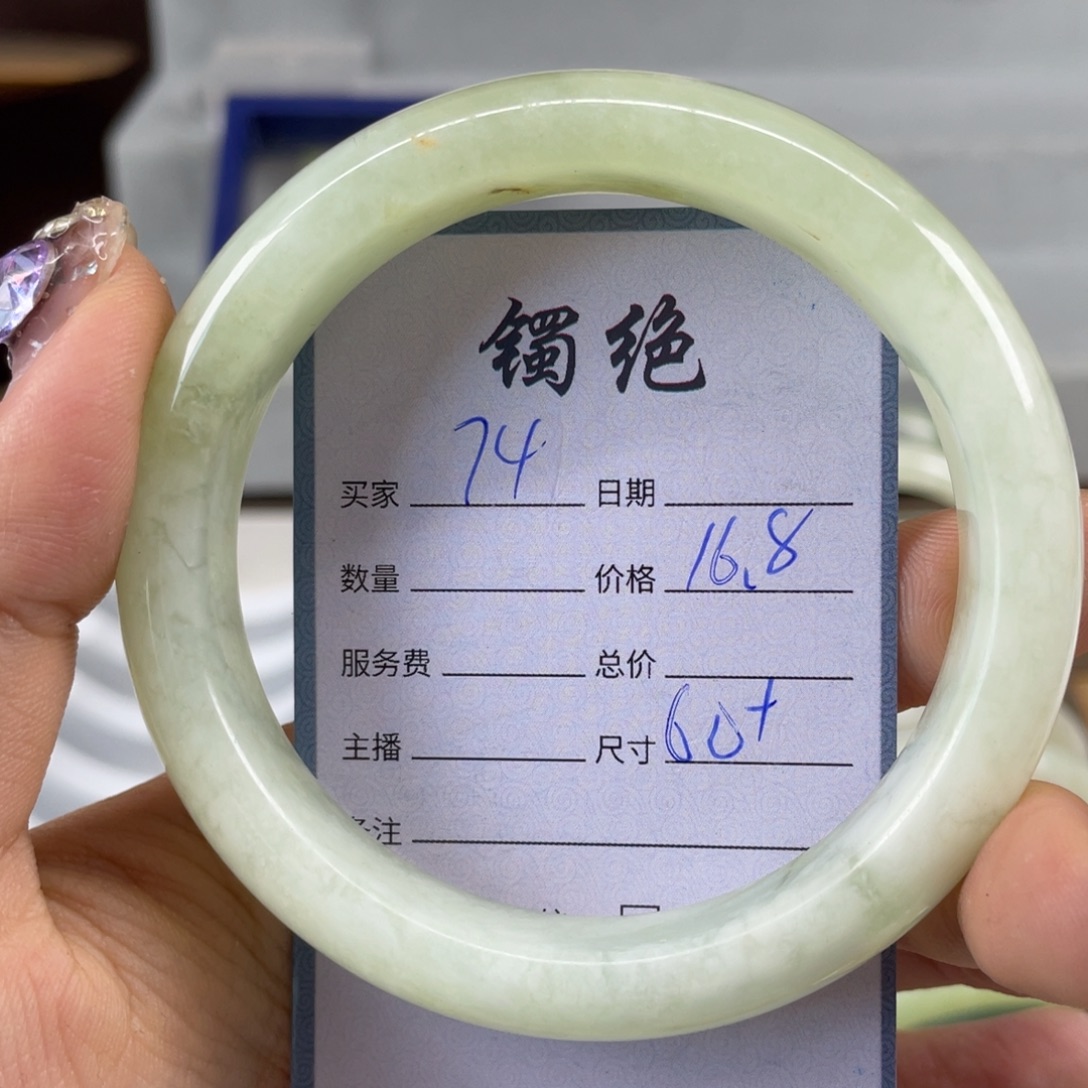 镯绝
买家 74 日期
数量 价格 16.8
服务费 总价
主播 尺寸 60+
备注